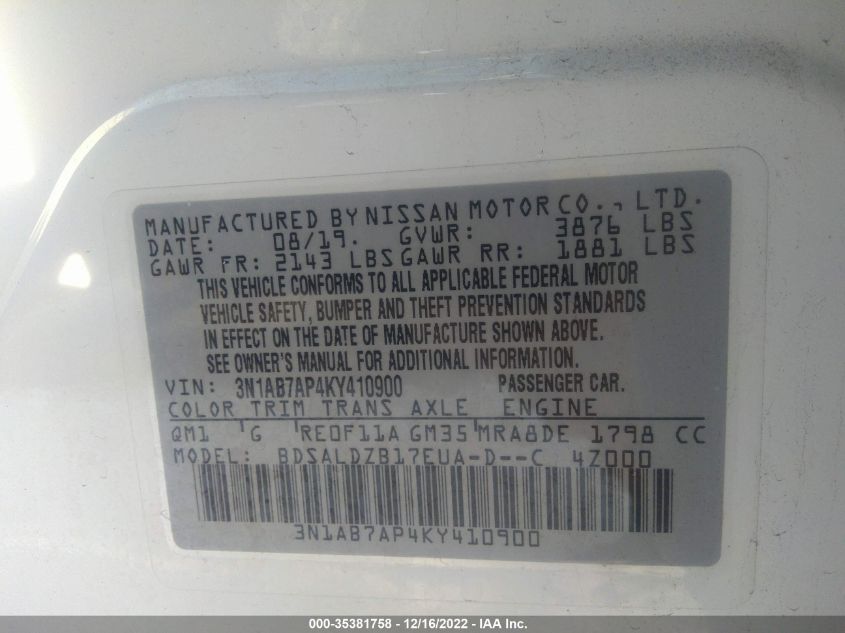 MANUFACTURED BY NISSAN MOTOR CO., LTD.
DATE: 08/19. GVWR: 3876 LBS
GAWR FR: 2143 LBS GAWR RR: 1881 LBS
THIS VEHICLE CONFORMS TO ALL APPLICABLE FEDERAL MOTOR
VEHICLE SAFETY, BUMPER AND THEFT PREVENTION STANDARDS
IN EFFECT ON THE DATE OF MANUFACTURE SHOWN ABOVE.
SEE OWNER'S MANUAL FOR ADDITIONAL INFORMATION.
VIN: 3N1AB7AP4KY410900 PASSENGER CAR.
COLOR TRIM TRANS AXLE ENGINE
QM1 ' G ' RE0F11A GM35 ' MRA8DE 1798 CC
MODEL: BDSALDZB17EUA-D--C 4Z000
3N1AB7AP4KY410900
000-35381758 - 12/16/2022 - IAA Inc.